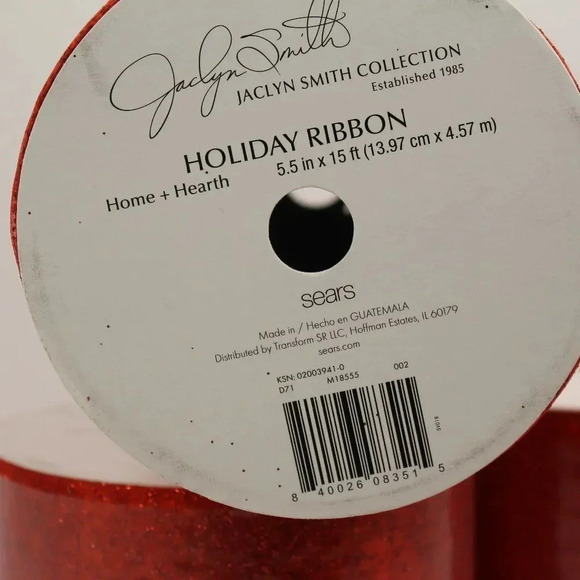 Jaclyn Smith
JACLYN SMITH COLLECTION
Established 1985
HOLIDAY RIBBON
Home + Hearth
5.5 in x 15 ft (13.97 cm x 4.57 m)
sears
Made in / Hecho en GUATEMALA
Distributed by Transform SR LLC, Hoffman Estates, IL 60179
sears.com
KSN: 02003941-0 002
D71 M18555
8 40026 08351 5